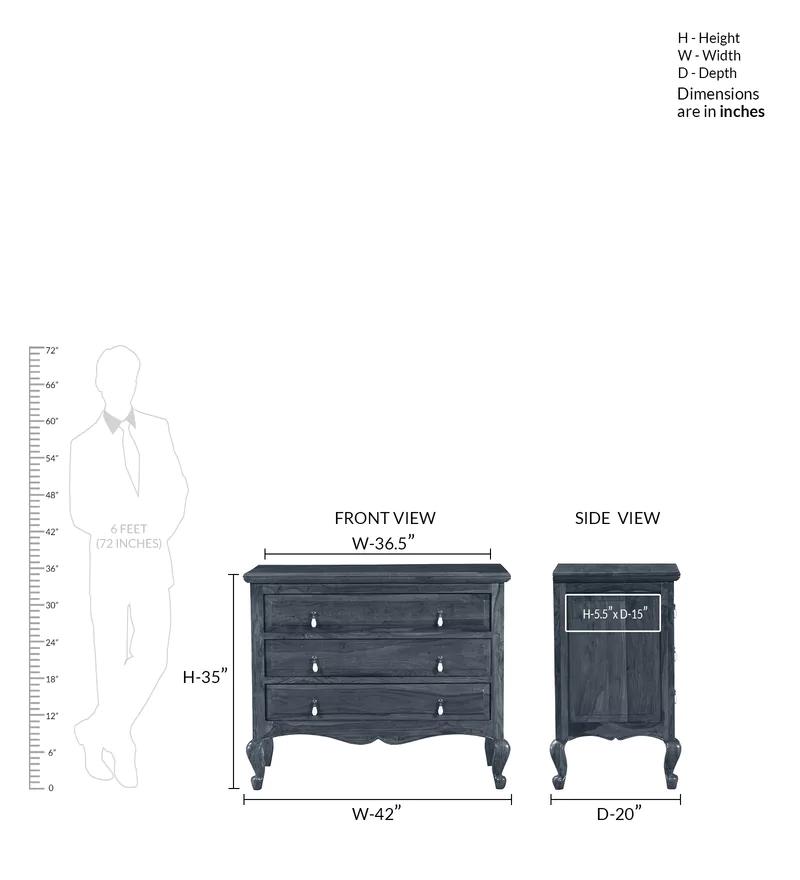 H - Height
W - Width
D - Depth
Dimensions
are in inches
72"
66"
60"
54"
48"
42"
36"
30"
24"
18"
12"
6"
0
6 FEET
(72 INCHES)
FRONT VIEW
W-36.5”
H-35”
W-42”
SIDE VIEW
H-5.5”x D-15”
D-20”